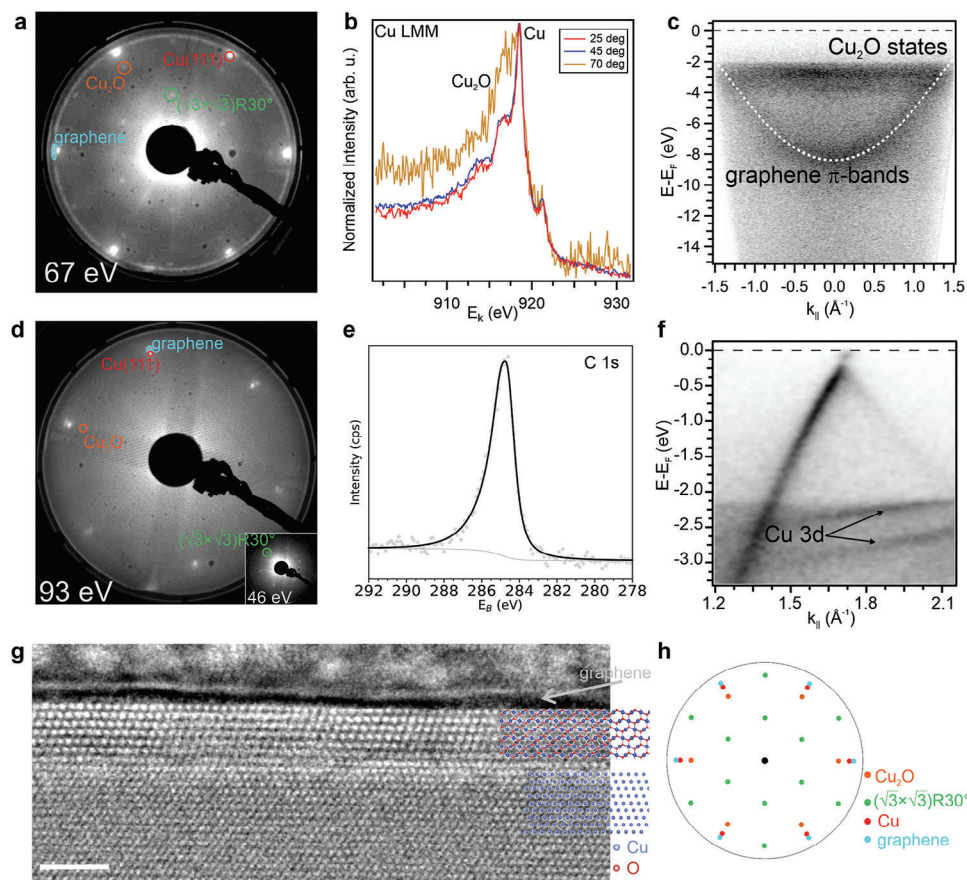 a
Cu(111)
Cu₂O
(√3×√3)R30°
graphene
67 eV
b
Cu LMM
Cu
Cu₂O
25 deg
45 deg
70 deg
Normalized Intensity (arb. u.)
910 920 930
Eₖ (eV)
c
Cu₂O states
graphene π-bands
E-E_F (eV)
0
-2
-4
-6
-8
-10
-12
-14
-1.5 -1.0 -0.5 0.0 0.5 1.0 1.5
k|| (Å⁻¹)
d
graphene
Cu(111)
Cu₂O
(√3×√3)R30°
93 eV
46 eV
e
C 1s
Intensity (cps)
292 290 288 286 284 282 280 278
E_B (eV)
f
E-E_F (eV)
0.0
-0.5
-1.0
-1.5
-2.0
-2.5
-3.0
Cu 3d
1.2 1.5 1.8 2.1
k|| (Å⁻¹)
g
graphene
Cu
O
h
Cu₂O
(√3×√3)R30°
Cu
graphene